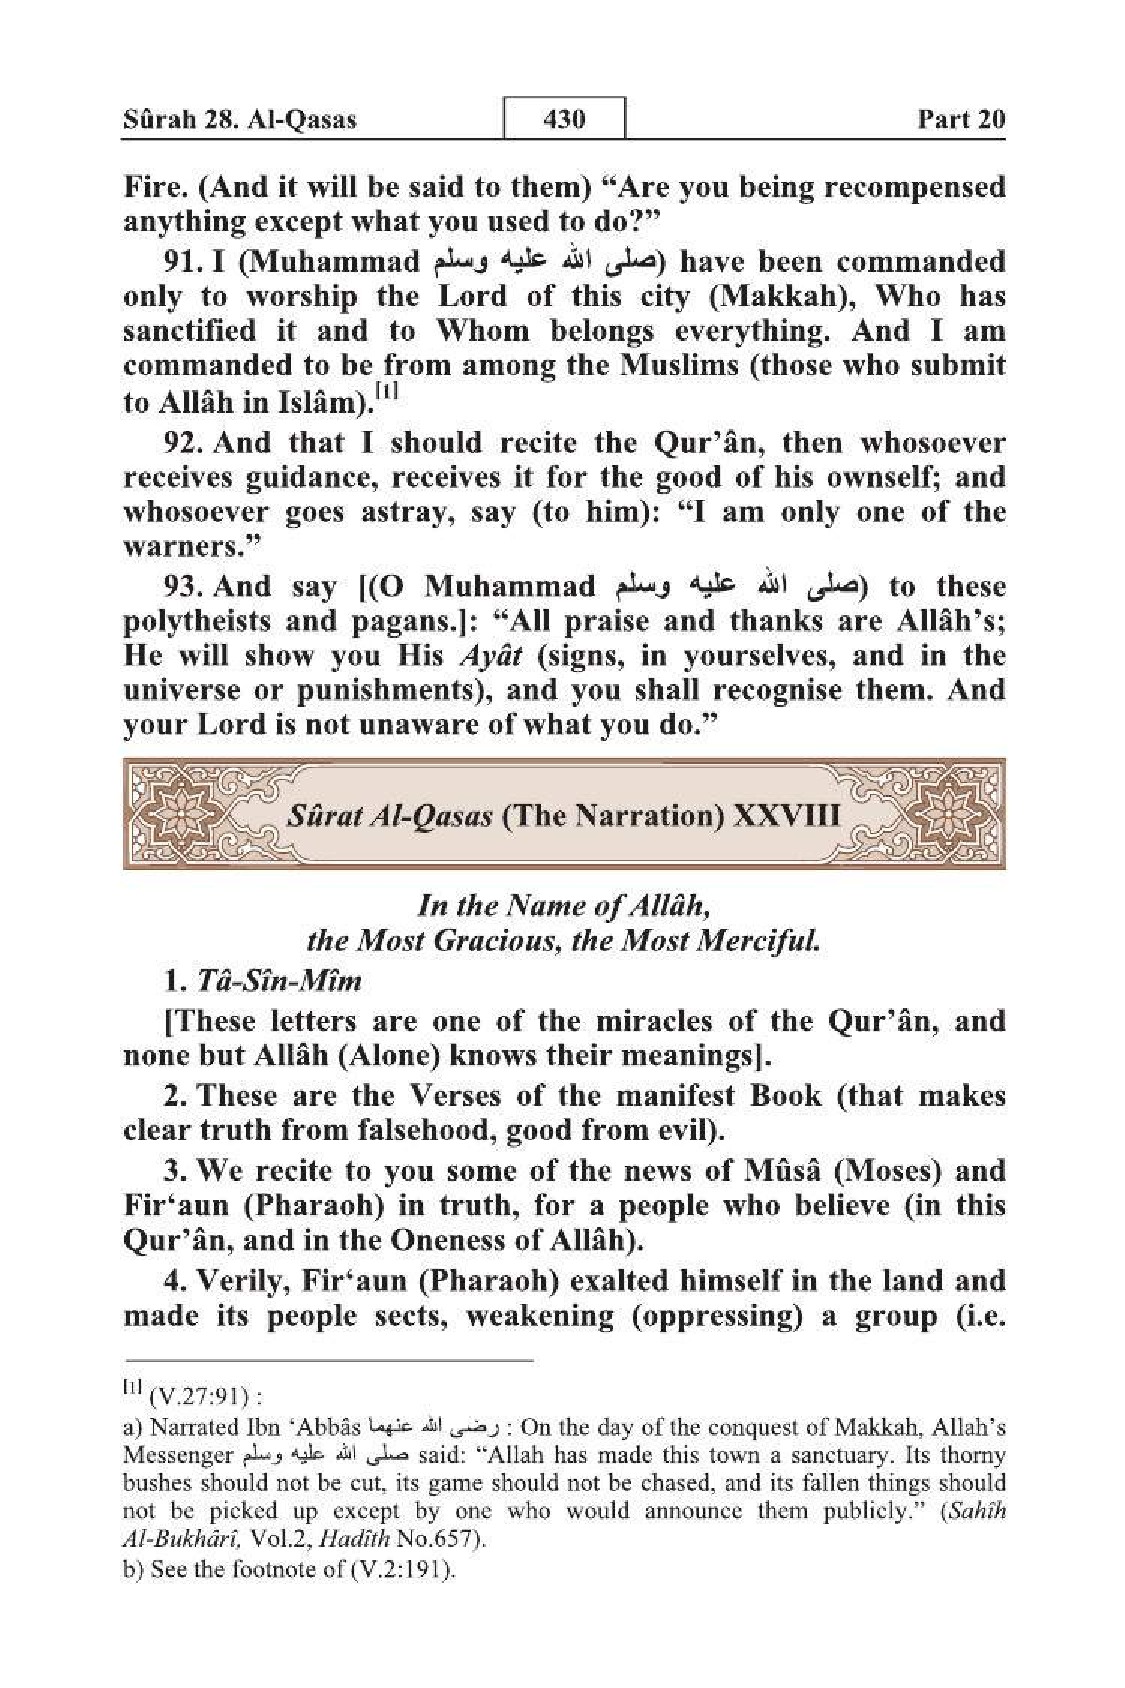 Sûrah 28. Al-Qasas 430 Part 20
Fire. (And it will be said to them) “Are you being recompensed
anything except what you used to do?”
91. I (Muhammad صلى الله عليه وسلم) have been commanded
only to worship the Lord of this city (Makkah), Who has
sanctified it and to Whom belongs everything. And I am
commanded to be from among the Muslims (those who submit
to Allâh in Islâm).[1]
92. And that I should recite the Qur’ân, then whosoever
receives guidance, receives it for the good of his ownself; and
whosoever goes astray, say (to him): “I am only one of the
warners.”
93. And say [(O Muhammad صلى الله عليه وسلم) to these
polytheists and pagans.]: “All praise and thanks are Allâh’s;
He will show you His Ayât (signs, in yourselves, and in the
universe or punishments), and you shall recognise them. And
your Lord is not unaware of what you do.”
Sûrat Al-Qasas (The Narration) XXVIII
In the Name of Allâh,
the Most Gracious, the Most Merciful.
1. Tâ-Sîn-Mîm
[These letters are one of the miracles of the Qur’ân, and
none but Allâh (Alone) knows their meanings].
2. These are the Verses of the manifest Book (that makes
clear truth from falsehood, good from evil).
3. We recite to you some of the news of Mûsâ (Moses) and
Fir‘aun (Pharaoh) in truth, for a people who believe (in this
Qur’ân, and in the Oneness of Allâh).
4. Verily, Fir‘aun (Pharaoh) exalted himself in the land and
made its people sects, weakening (oppressing) a group (i.e.
[1] (V.27:91) :
a) Narrated Ibn ‘Abbâs رضى الله عنهما : On the day of the conquest of Makkah, Allah’s
Messenger صلى الله عليه وسلم said: “Allah has made this town a sanctuary. Its thorny
bushes should not be cut, its game should not be chased, and its fallen things should
not be picked up except by one who would announce them publicly.” (Sahîh
Al-Bukhârî, Vol.2, Hadîth No.657).
b) See the footnote of (V.2:191).